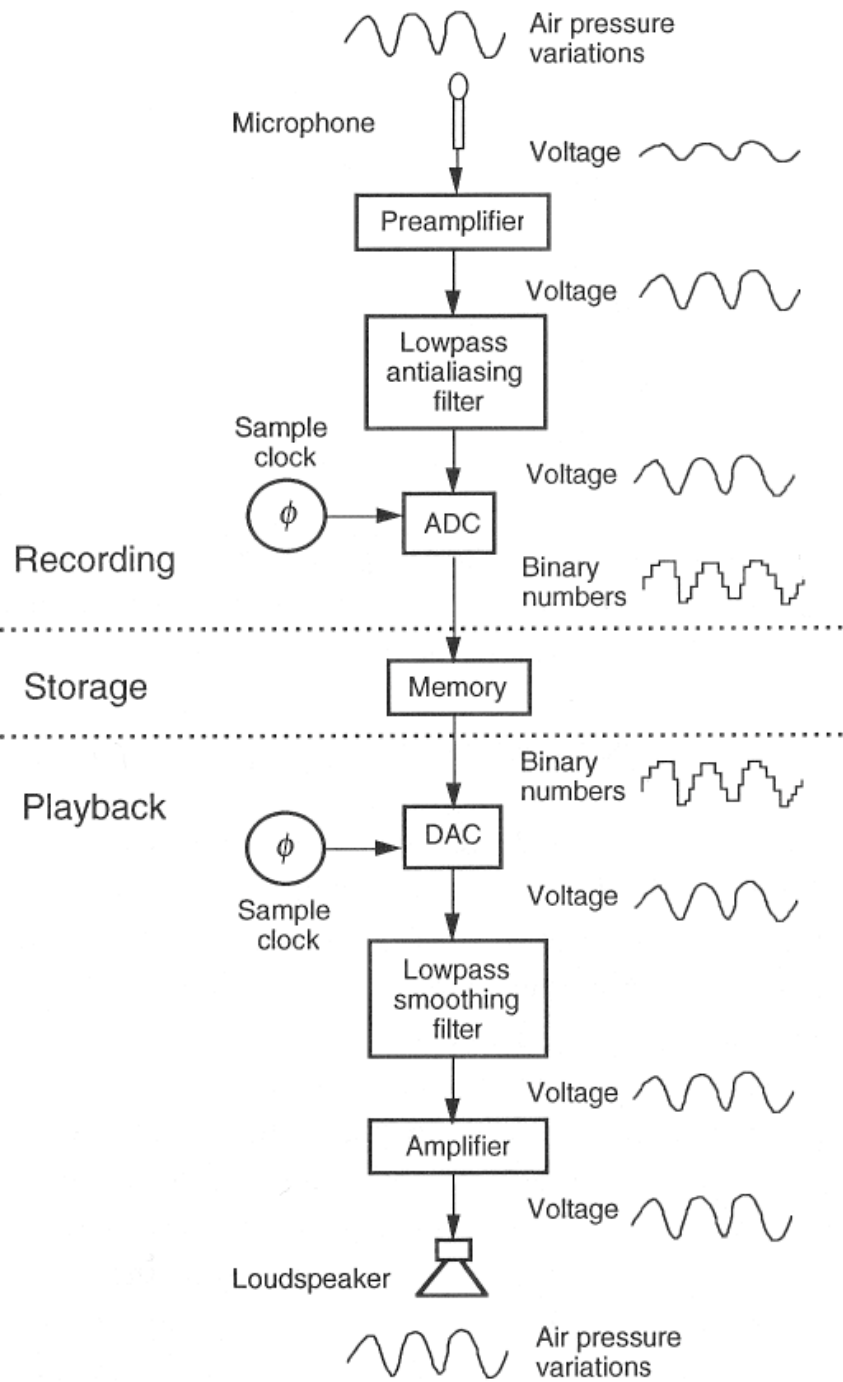 Air pressure
variations
Microphone
Voltage
Preamplifier
Voltage
Lowpass
antialiasing
filter
Sample
clock
Voltage
ϕ
ADC
Recording
Binary
numbers
Storage
Memory
Binary
numbers
Playback
ϕ
DAC
Sample
clock
Voltage
Lowpass
smoothing
filter
Voltage
Amplifier
Voltage
Loudspeaker
Air pressure
variations